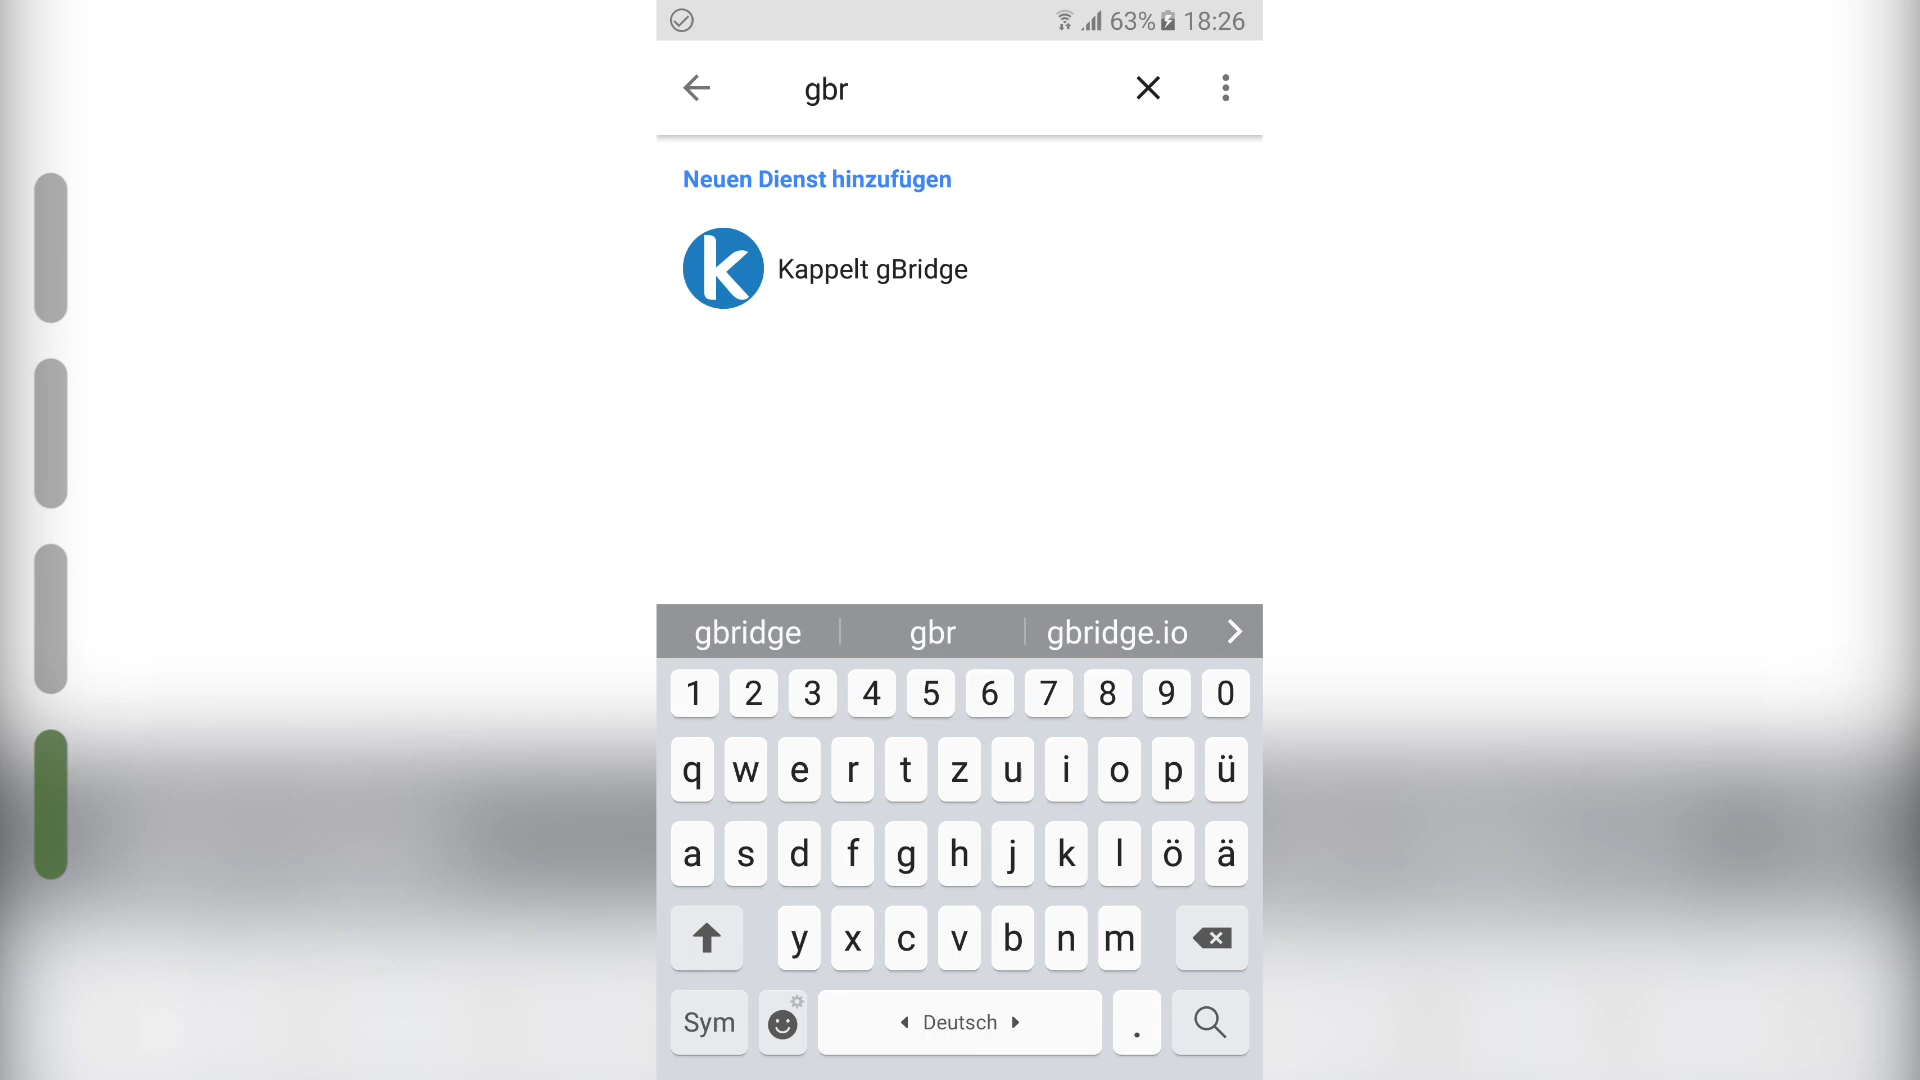 63% 18:26
gbr
Neuen Dienst hinzufügen
k Kappelt gBridge
gbridge gbr gbridge.io
1 2 3 4 5 6 7 8 9 0
q w e r t z u i o p ü
a s d f g h j k l ö ä
y x c v b n m
Sym Deutsch .